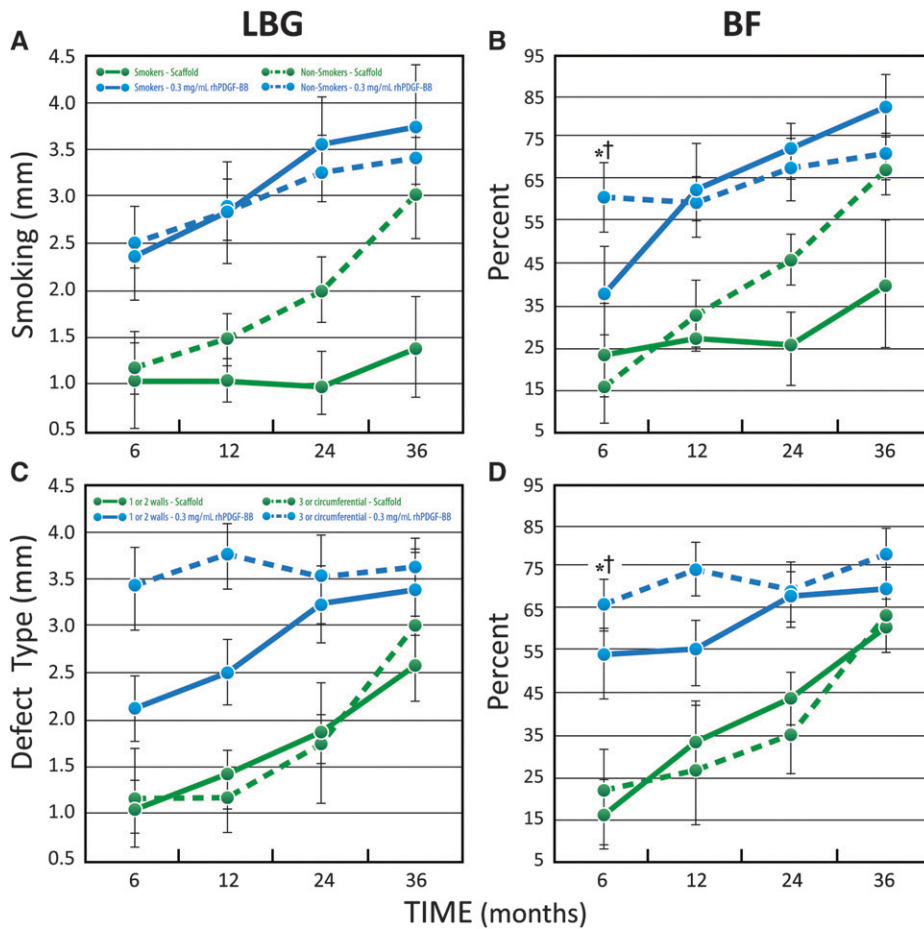 LBG
BF
A
B
Smokers - Scaffold
Non-Smokers - Scaffold
Smokers - 0.3 mg/mL rhPDGF-BB
Non-Smokers - 0.3 mg/mL rhPDGF-BB
Smoking (mm)
4.5
4.0
3.5
3.0
2.5
2.0
1.5
1.0
0.5
6
12
24
36
Percent
95
85
75
65
55
45
35
25
15
5
*†
6
12
24
36
C
D
1 or 2 walls - Scaffold
3 or circumferential - Scaffold
1 or 2 walls - 0.3 mg/mL rhPDGF-BB
3 or circumferential - 0.3 mg/mL rhPDGF-BB
Defect Type (mm)
4.5
4.0
3.5
3.0
2.5
2.0
1.5
1.0
0.5
6
12
24
36
Percent
95
85
75
65
55
45
35
25
15
5
*†
6
12
24
36
TIME (months)